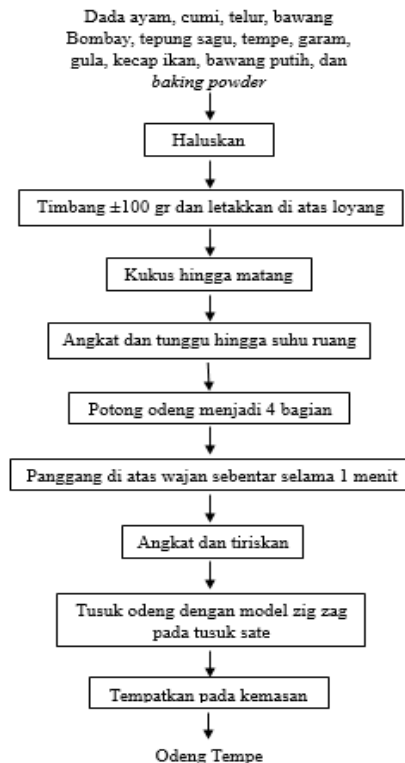 Dada ayam, cumi, telur, bawang
Bombay, tepung sagu, tempe, garam,
gula, kecap ikan, bawang putih, dan
baking powder
Haluskan
Timbang ±100 gr dan letakkan di atas loyang
Kukus hingga matang
Angkat dan tunggu hingga suhu ruang
Potong odeng menjadi 4 bagian
Panggang di atas wajan sebentar selama 1 menit
Angkat dan tiriskan
Tusuk odeng dengan model zig zag
pada tusuk sate
Tempatkan pada kemasan
Odeng Tempe